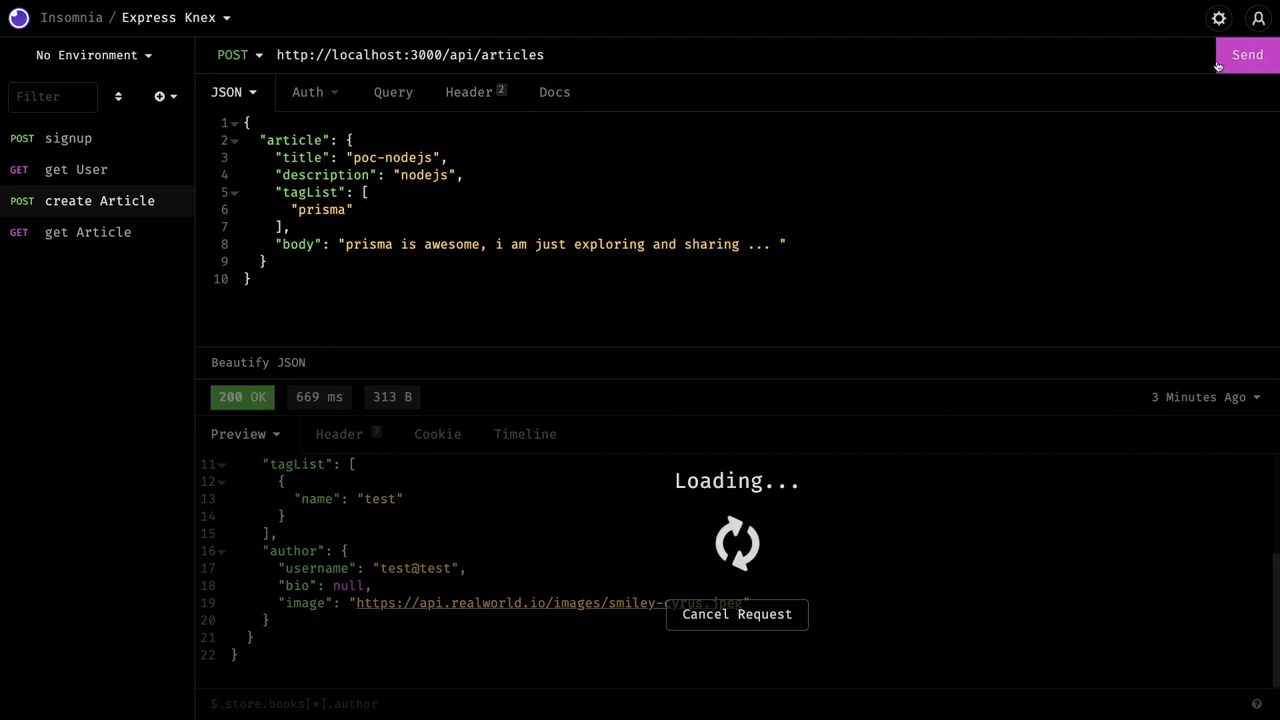 Insomnia / Express Knex
No Environment
POST http://localhost:3000/api/articles
Send
Filter
JSON Auth Query Header 2 Docs
POST signup
GET get User
POST create Article
GET get Article
1 {
2 "article": {
3 "title": "poc-nodejs",
4 "description": "nodejs",
5 "tagList": [
6 "prisma"
7 ],
8 "body": "prisma is awesome, i am just exploring and sharing ... "
9 }
10 }
Beautify JSON
200 OK 669 ms 313 B 3 Minutes Ago
Preview Header 7 Cookie Timeline
11 "tagList": [
12 {
13 "name": "test"
14 }
15 ],
16 "author": {
17 "username": "test@test",
18 "bio": null,
19 "image": "https://api.realworld.io/images/smiley-cyrus.jpeg"
20 }
21 }
22 }
Loading...
Cancel Request
$.store.books[*].author